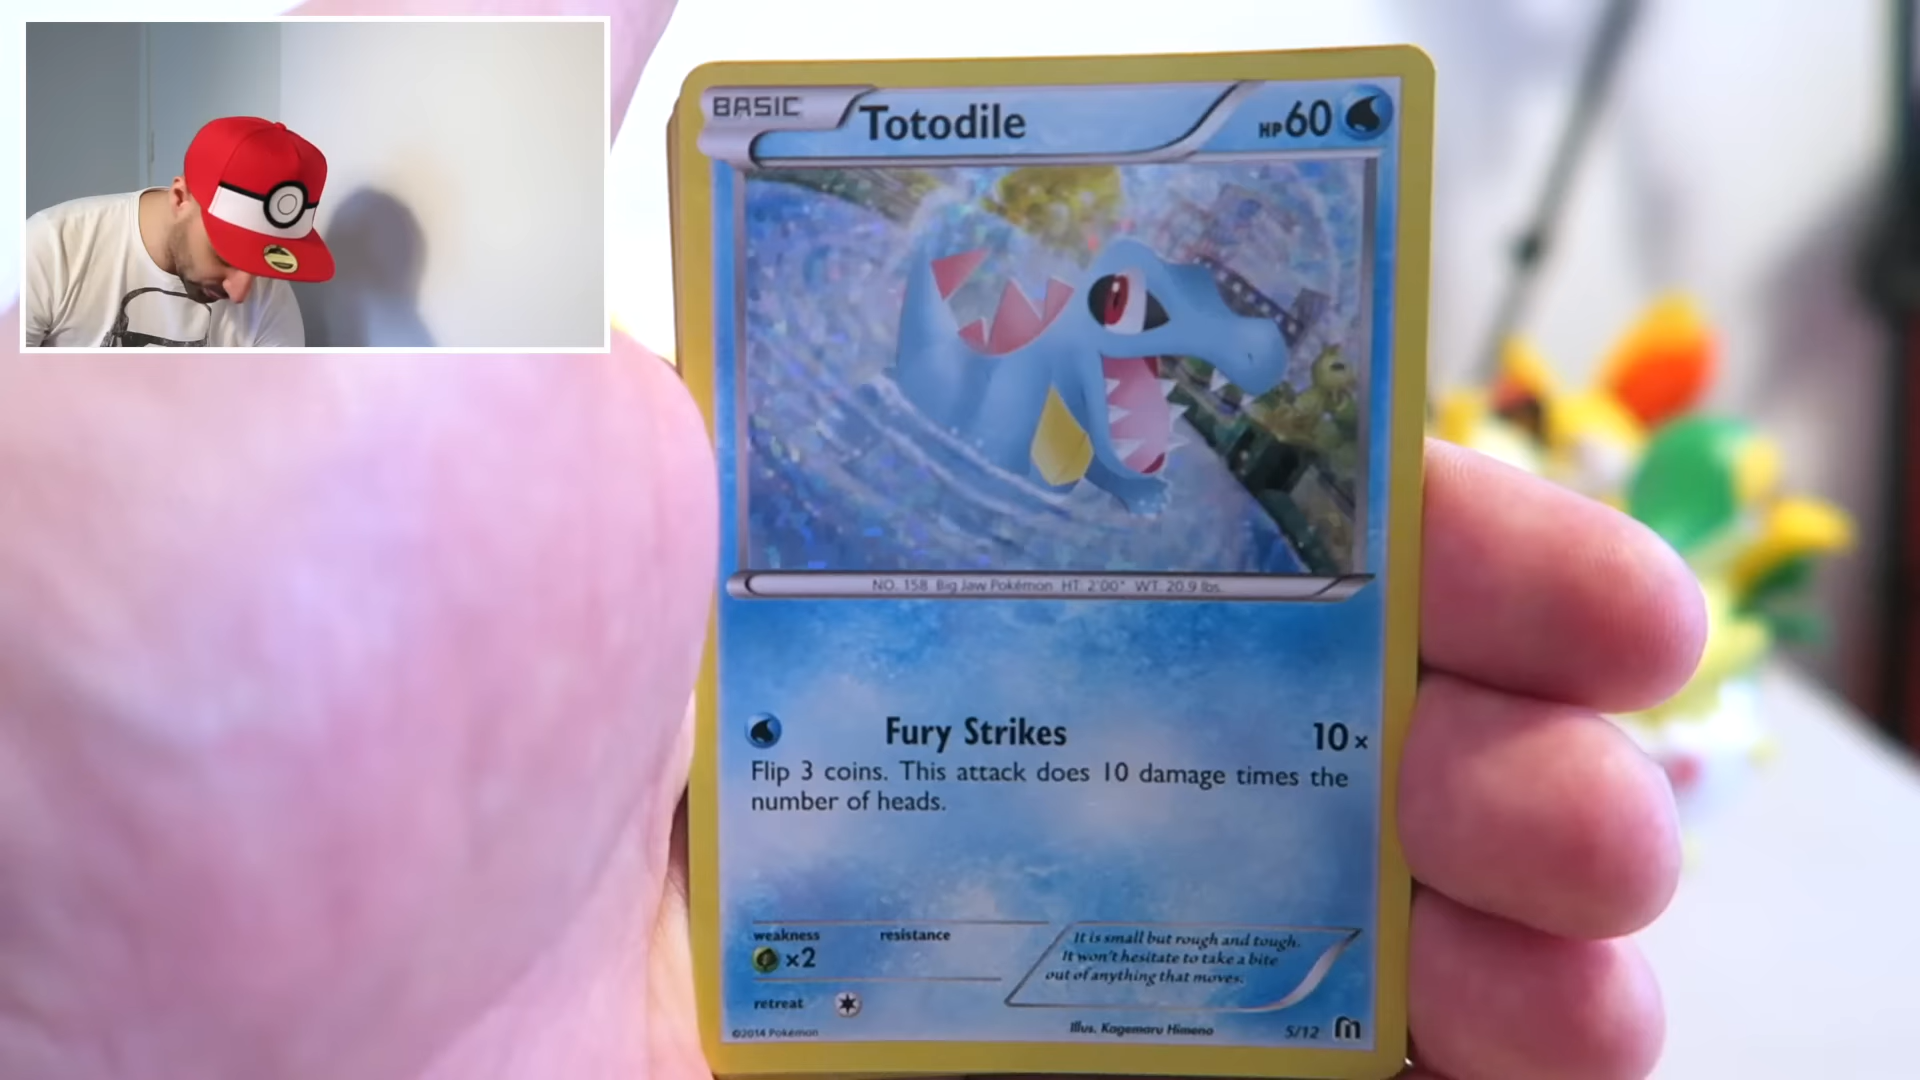 BASIC
Totodile
HP60
NO. 158 Big Jaw Pokémon HT: 2'00" WT: 20.9 lbs.
Fury Strikes 10x
Flip 3 coins. This attack does 10 damage times the
number of heads.
weakness resistance
x2
It is small but rough and tough.
It won't hesitate to take a bite
out of anything that moves.
retreat
©2014 Pokémon
Illus. Kagemaru Himeno
5/12